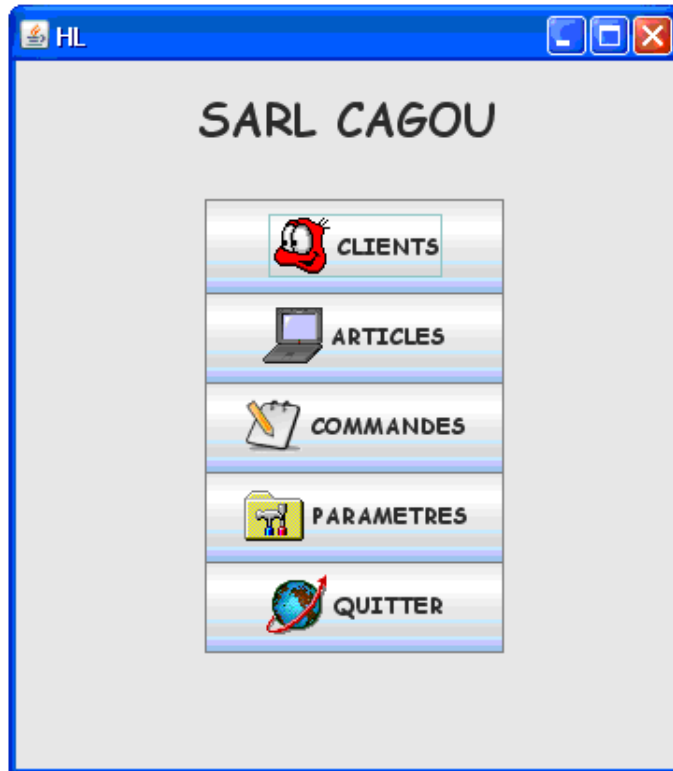 HL
SARL CAGOU
CLIENTS
ARTICLES
COMMANDES
PARAMETRES
QUITTER